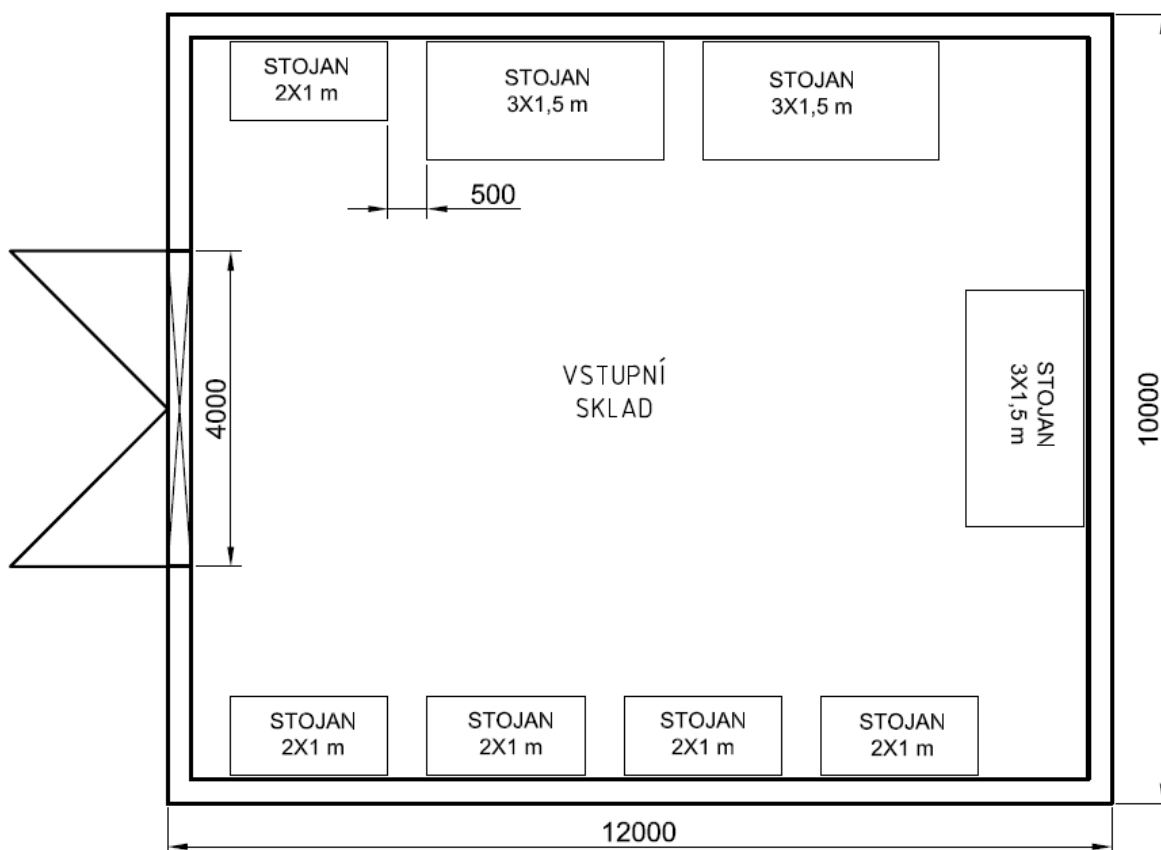 STOJAN
2X1 m
STOJAN
3X1,5 m
STOJAN
3X1,5 m
500
4000
VSTUPNÍ
SKLAD
STOJAN
3X1,5 m
10000
STOJAN
2X1 m
STOJAN
2X1 m
STOJAN
2X1 m
STOJAN
2X1 m
12000